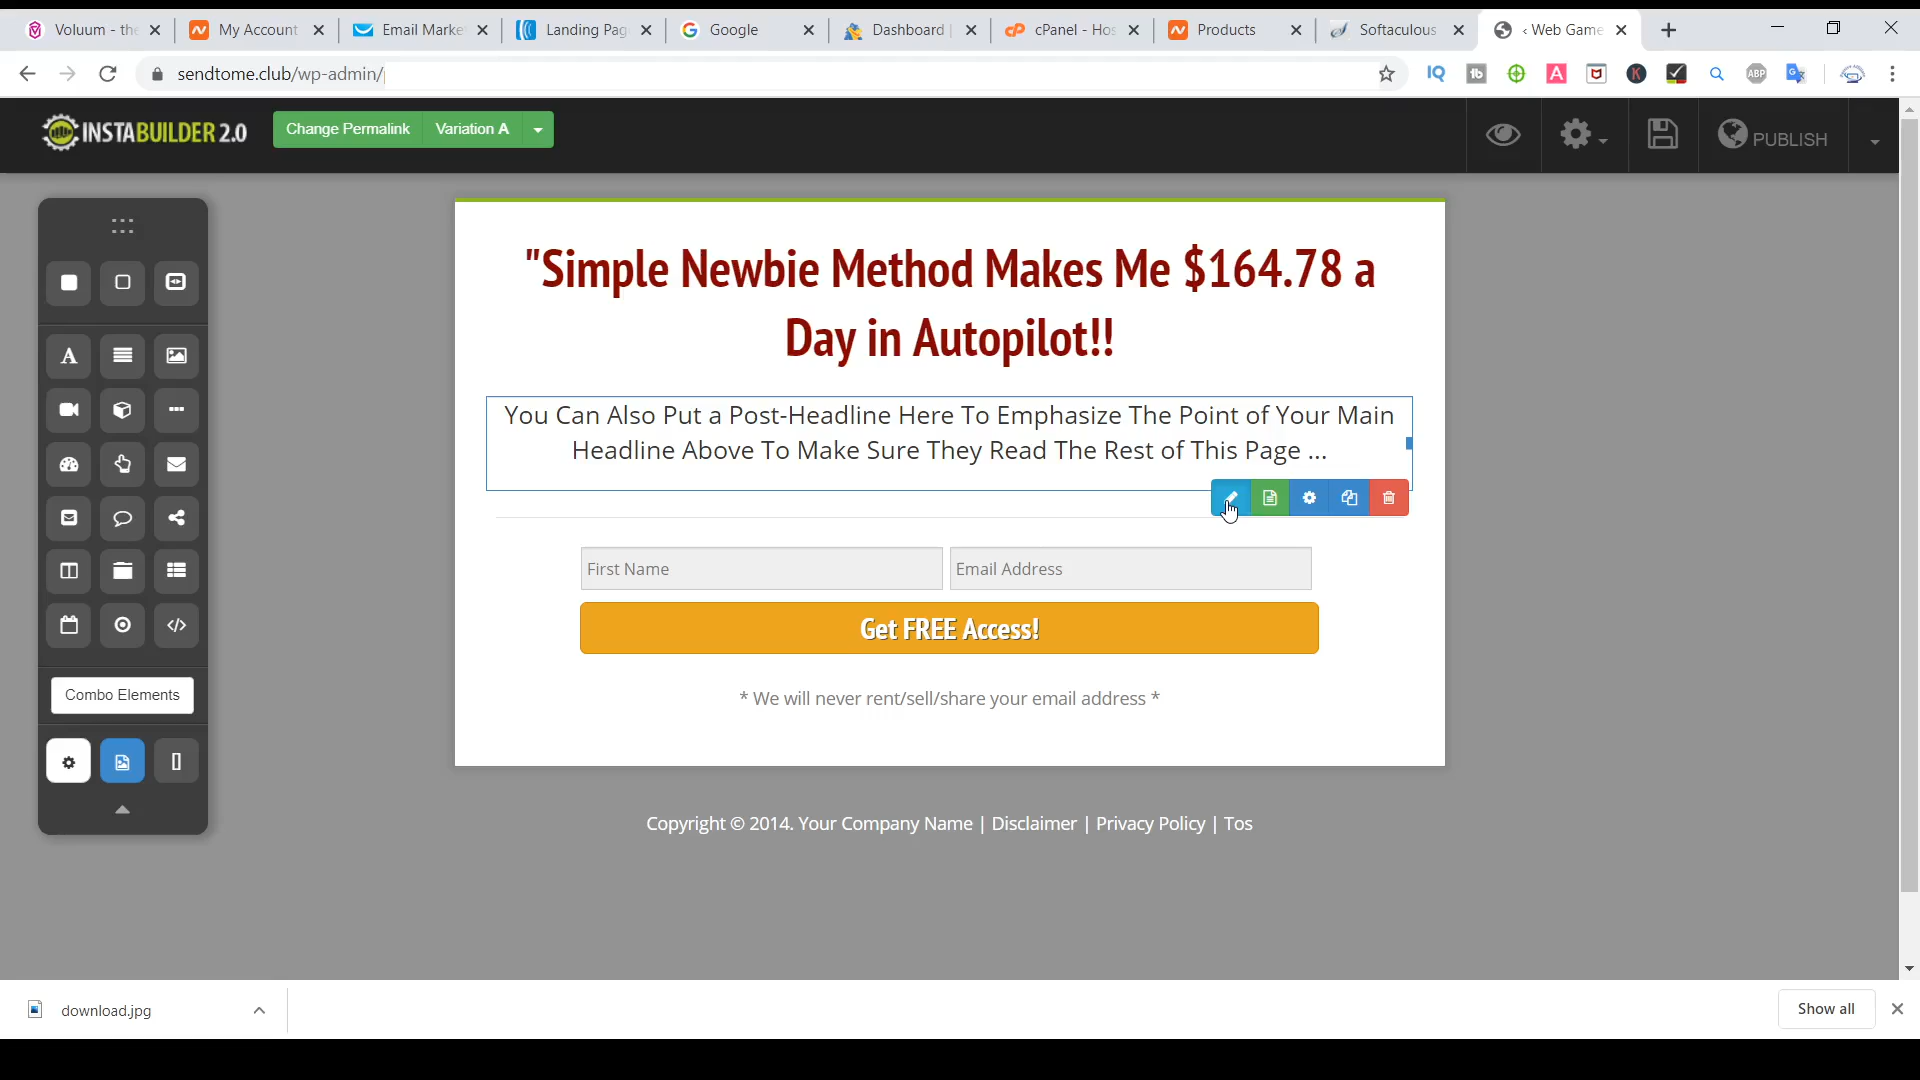 Voluum - the
My Account
Email Marke
Landing Pag
Google
Dashboard
cPanel - Hos
Products
Softaculous
‹ Web Game
sendtome.club/wp-admin/
INSTABUILDER 2.0
Change Permalink
Variation A
PUBLISH
"Simple Newbie Method Makes Me $164.78 a
Day in Autopilot!!
You Can Also Put a Post-Headline Here To Emphasize The Point of Your Main
Headline Above To Make Sure They Read The Rest of This Page ...
First Name
Email Address
Get FREE Access!
* We will never rent/sell/share your email address *
Combo Elements
Copyright © 2014. Your Company Name | Disclaimer | Privacy Policy | Tos
download.jpg
Show all